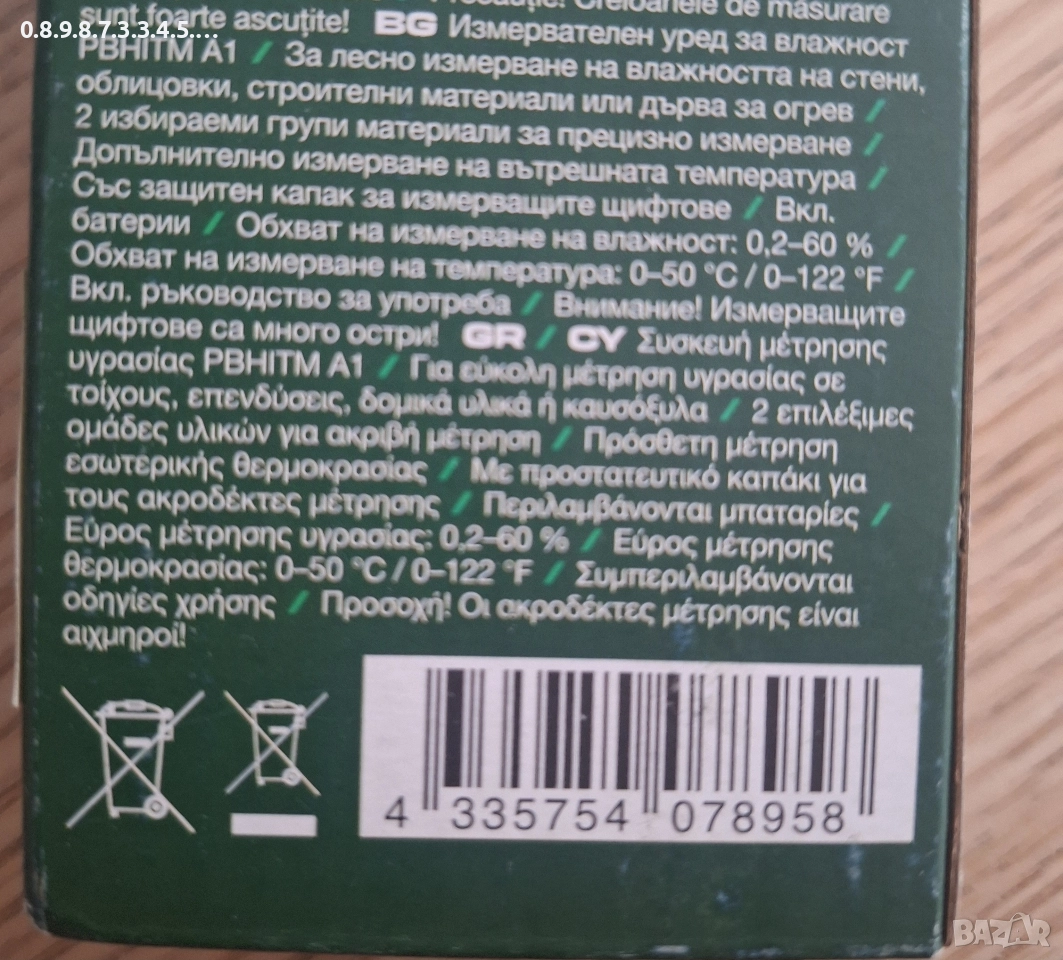 0.8.9.8.7.3.3.4.5....
de măsurare
sunt foarte ascuțite! BG Измервателен уред за влажност
PBHITM A1 / За лесно измерване на влажността на стени,
облицовки, строителни материали или дърва за огрев /
2 избираеми групи материали за прецизно измерване /
Допълнително измерване на вътрешната температура /
Със защитен капак за измерващите щифтове / Вкл.
батерии / Обхват на измерване на влажност: 0,2–60 % /
Обхват на измерване на температура: 0–50 °C / 0–122 °F /
Вкл. ръководство за употреба / Внимание! Измерващите
щифтове са много остри! GR / CY Συσκευή μέτρησης
υγρασίας PBHITM A1 / Για εύκολη μέτρηση υγρασίας σε
τοίχους, επενδύσεις, δομικά υλικά ή καυσόξυλα / 2 επιλέξιμες
ομάδες υλικών για ακριβή μέτρηση / Πρόσθετη μέτρηση
εσωτερικής θερμοκρασίας / Με προστατευτικό καπάκι για
τους ακροδέκτες μέτρησης / Περιλαμβάνονται μπαταρίες /
Εύρος μέτρησης υγρασίας: 0,2–60 % / Εύρος μέτρησης
θερμοκρασίας: 0–50 °C / 0–122 °F / Συμπεριλαμβάνονται
οδηγίες χρήσης / Προσοχή! Οι ακροδέκτες μέτρησης είναι
αιχμηροί!
4 335754 078958
BAZAR